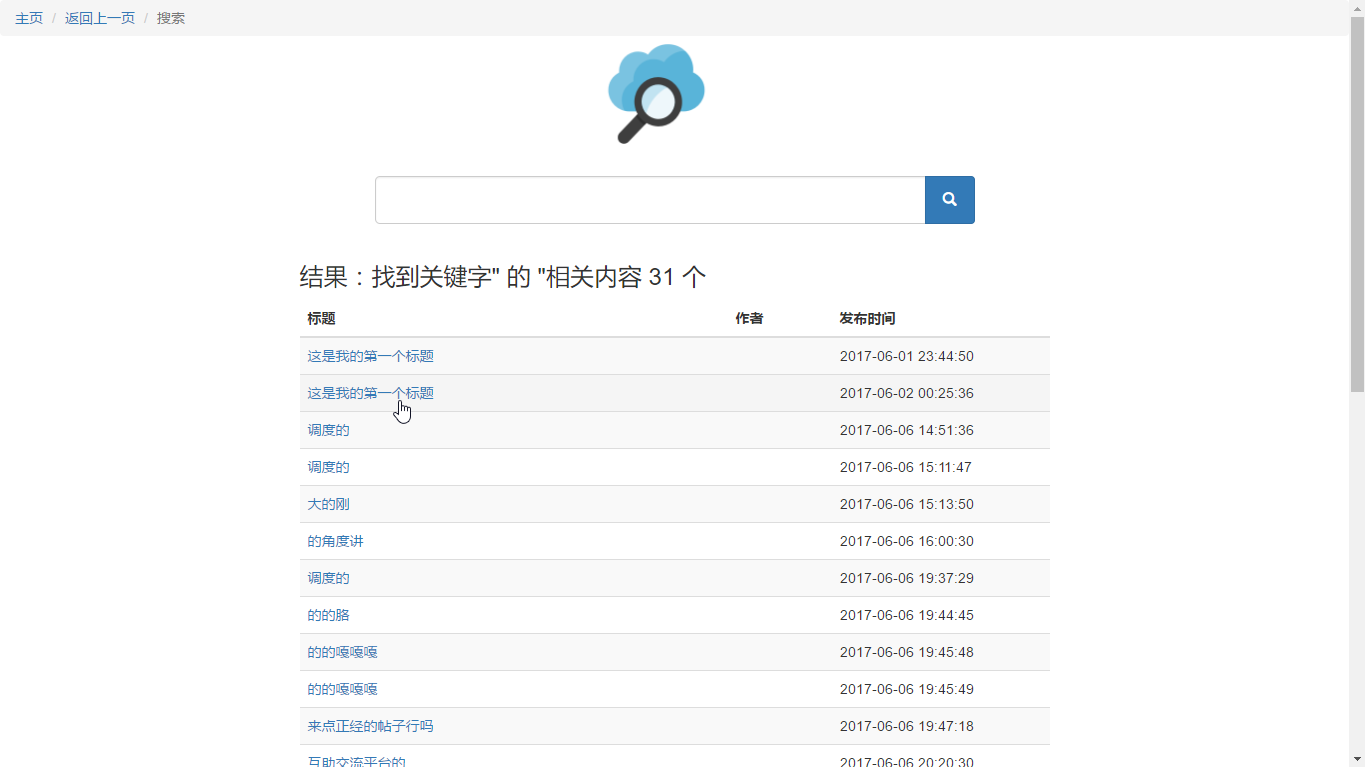 主页 / 返回上一页 / 搜索
结果：找到关键字" 的 "相关内容 31 个
标题 作者 发布时间
这是我的第一个标题 2017-06-01 23:44:50
这是我的第一个标题 2017-06-02 00:25:36
调度的 2017-06-06 14:51:36
调度的 2017-06-06 15:11:47
大的刚 2017-06-06 15:13:50
的角度讲 2017-06-06 16:00:30
调度的 2017-06-06 19:37:29
的的胳 2017-06-06 19:44:45
的的嘎嘎嘎 2017-06-06 19:45:48
的的嘎嘎嘎 2017-06-06 19:45:49
来点正经的帖子行吗 2017-06-06 19:47:18
互助交流平台的 2017-06-06 20:20:30